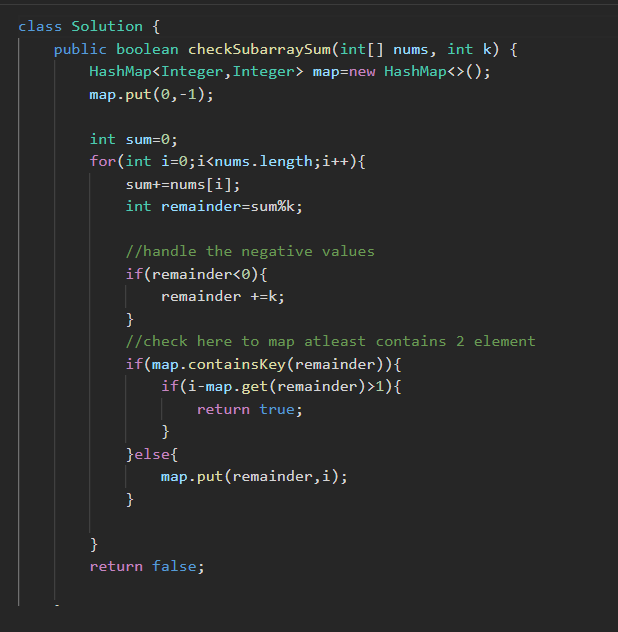 class Solution {
    public boolean checkSubarraySum(int[] nums, int k) {
        HashMap<Integer,Integer> map=new HashMap<>();
        map.put(0,-1);

        int sum=0;
        for(int i=0;i<nums.length;i++){
            sum+=nums[i];
            int remainder=sum%k;

            //handle the negative values
            if(remainder<0){
                remainder +=k;
            }
            //check here to map atleast contains 2 element
            if(map.containsKey(remainder)){
                if(i-map.get(remainder)>1){
                    return true;
                }
            }else{
                map.put(remainder,i);
            }

        }
        return false;